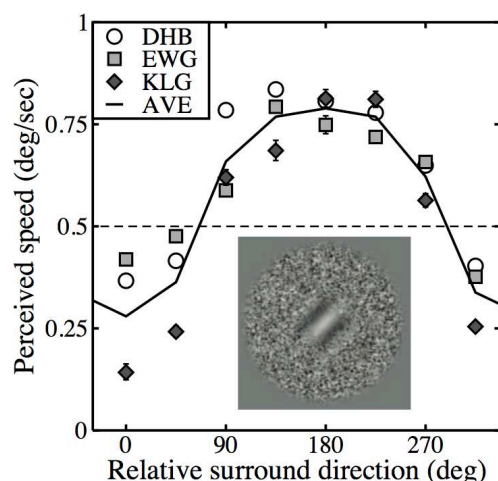 1
DHB
EWG
KLG
AVE
0.75
0.5
0.25
0
Perceived speed (deg/sec)
0 90 180 270
Relative surround direction (deg)